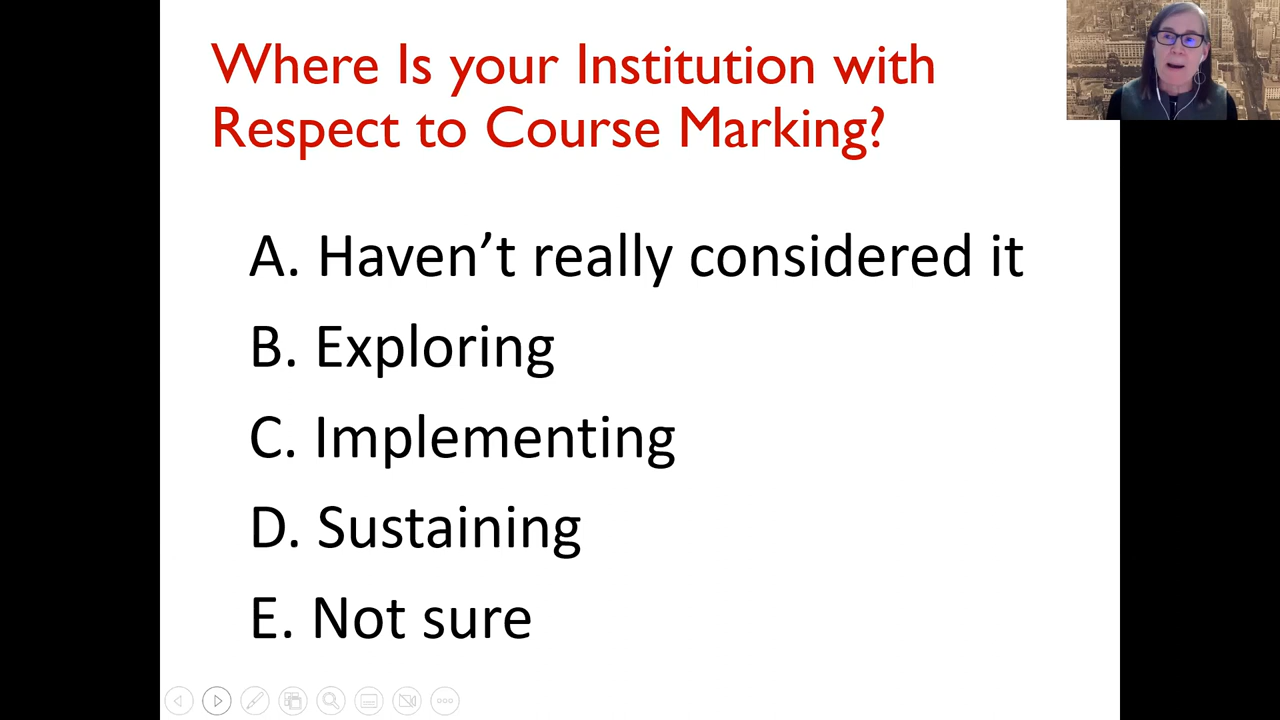 Where Is your Institution with
Respect to Course Marking?
A. Haven’t really considered it
B. Exploring
C. Implementing
D. Sustaining
E. Not sure